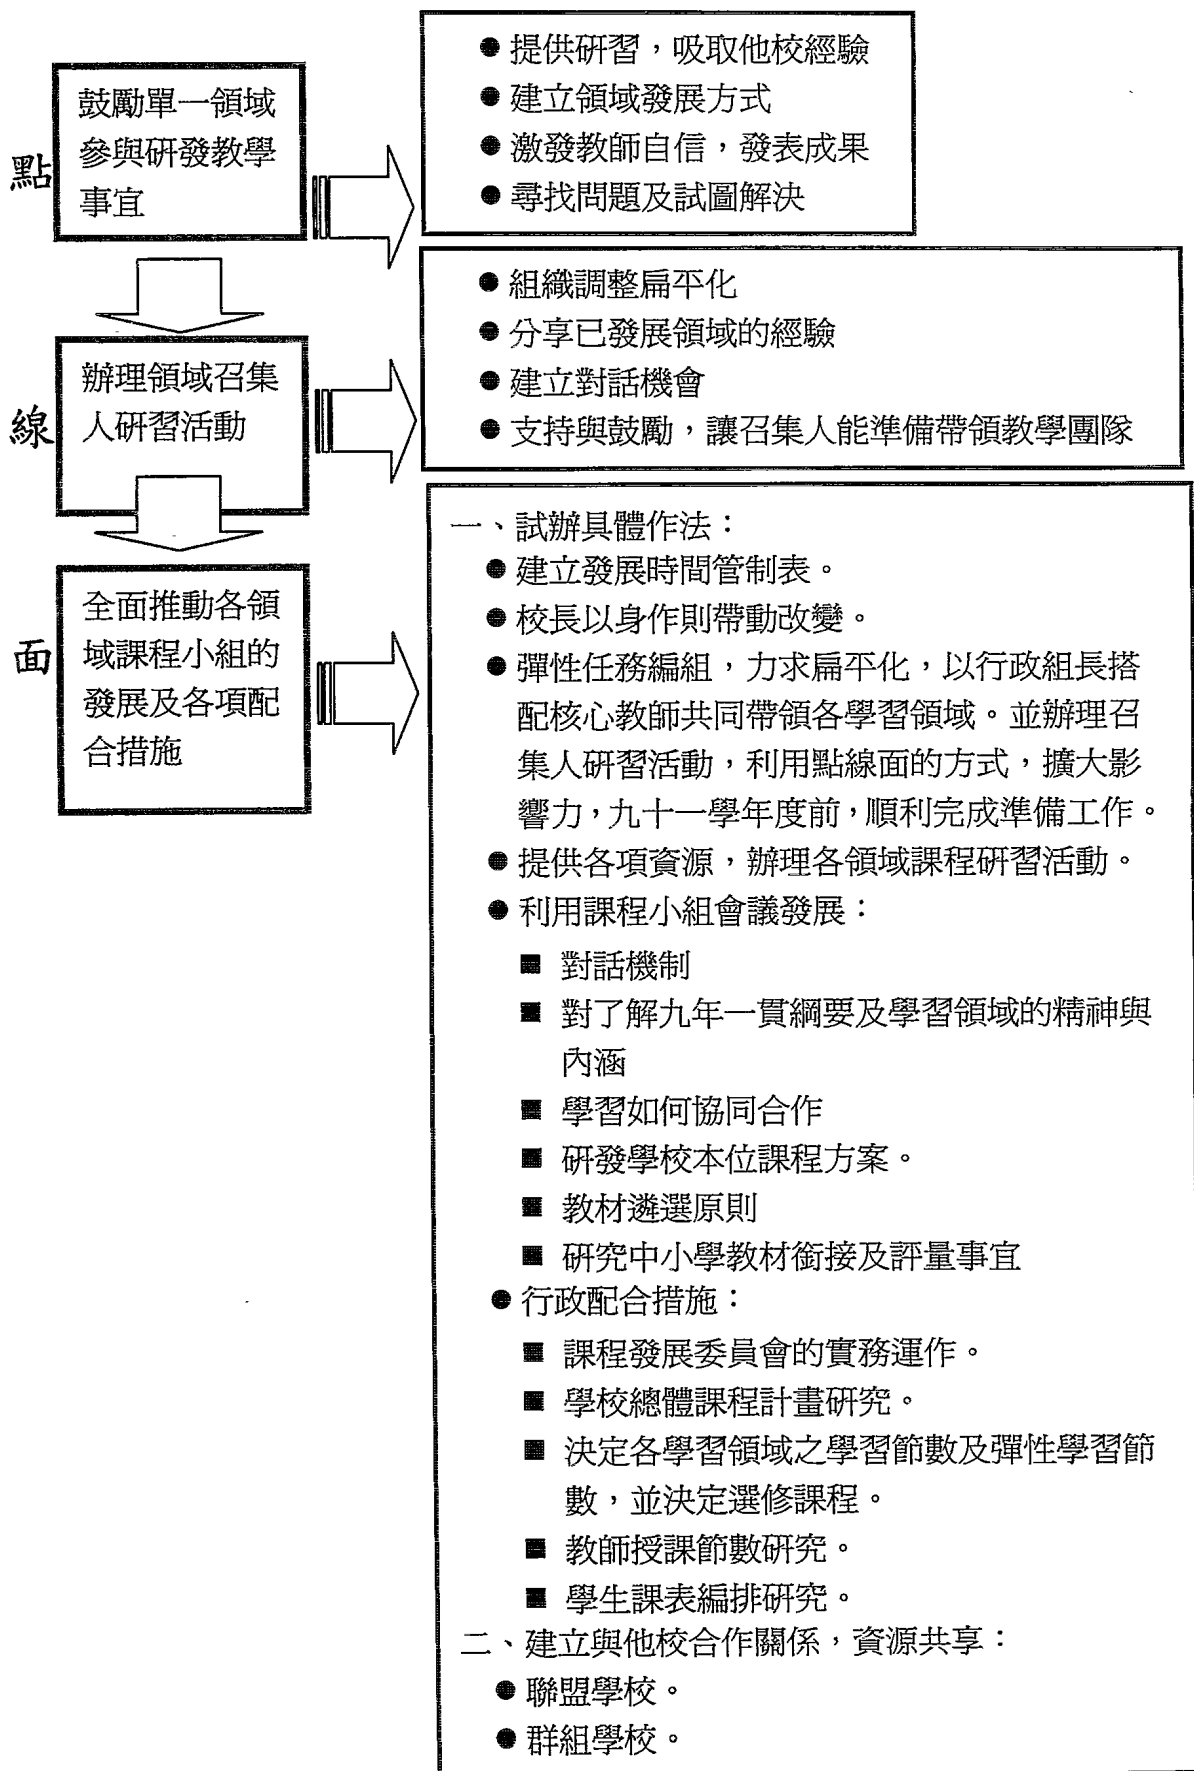 點
鼓勵單一領域
參與研發教學
事宜
●提供研習，吸取他校經驗
●建立領域發展方式
●激發教師自信，發表成果
●尋找問題及試圖解決
線
辦理領域召集
人研習活動
●組織調整扁平化
●分享已發展領域的經驗
●建立對話機會
●支持與鼓勵，讓召集人能準備帶領教學團隊
面
全面推動各領
域課程小組的
發展及各項配
合措施
一、試辦具體作法：
●建立發展時間管制表。
●校長以身作則帶動改變。
●彈性任務編組，力求扁平化，以行政組長搭
配核心教師共同帶領各學習領域。並辦理召
集人研習活動，利用點線面的方式，擴大影
響力，九十一學年度前，順利完成準備工作。
●提供各項資源，辦理各領域課程研習活動。
●利用課程小組會議發展：
■ 對話機制
■ 對了解九年一貫綱要及學習領域的精神與
內涵
■ 學習如何協同合作
■ 研發學校本位課程方案。
■ 教材遴選原則
■ 研究中小學教材銜接及評量事宜
●行政配合措施：
■ 課程發展委員會的實務運作。
■ 學校總體課程計畫研究。
■ 決定各學習領域之學習節數及彈性學習節
數，並決定選修課程。
■ 教師授課節數研究。
■ 學生課表編排研究。
二、建立與他校合作關係，資源共享：
●聯盟學校。
●群組學校。